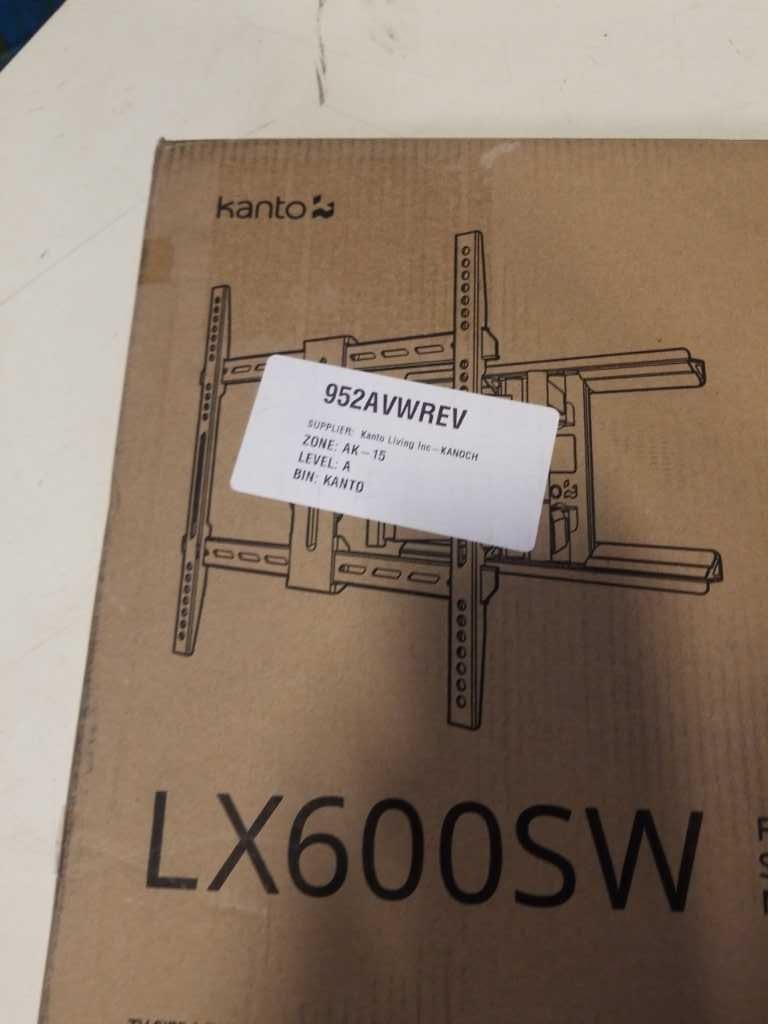 kanto
952AVWREV
SUPPLIER: Kanto Living Inc-KANOCH
ZONE: AK-15
LEVEL: A
BIN: KANTO
LX600SW